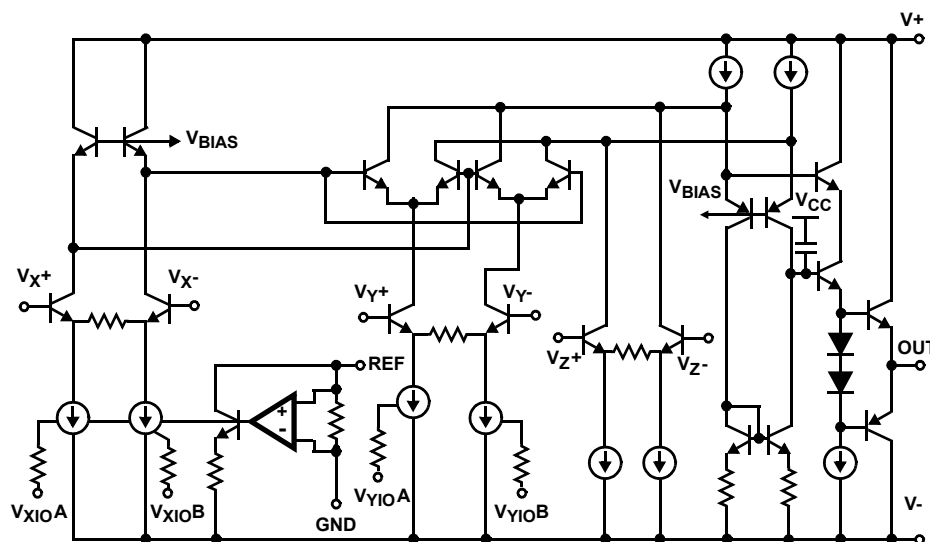 V+
VBIAS
VBIAS
VCC
VX+
VX-
VY+
VY-
VZ+
VZ-
OUT
REF
+
-
VXIOA
VXIOB
GND
VYIOA
VYIOB
V-